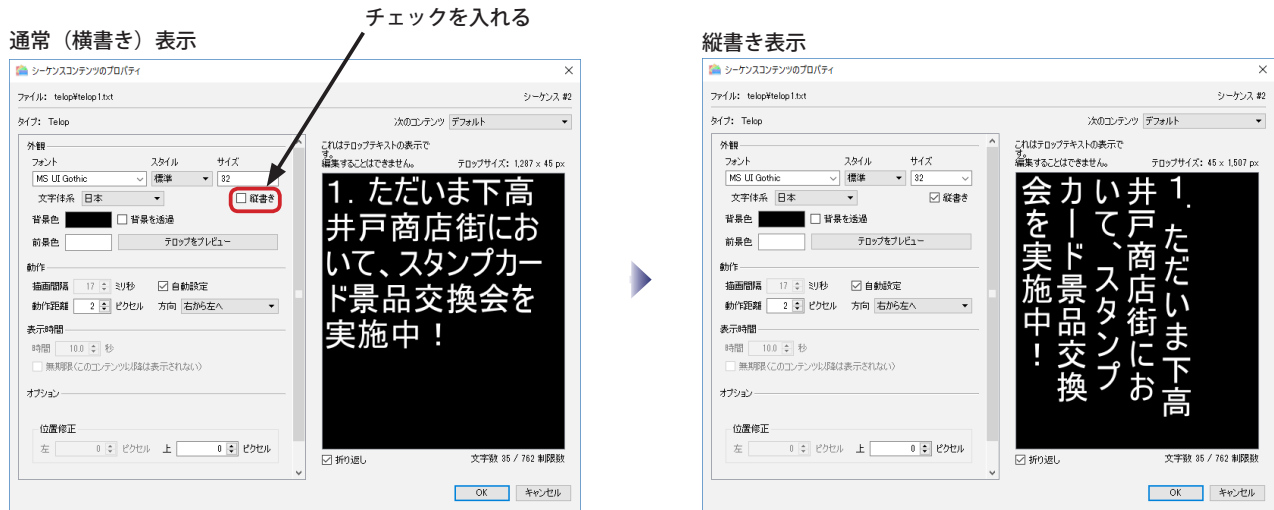 チェックを入れる
通常（横書き）表示
シーケンスコンテンツのプロパティ
ファイル: telop¥telop1.txt
シーケンス #2
タイプ: Telop
次のコンテンツ デフォルト
外観
フォント スタイル サイズ
MS UI Gothic 標準 32
文字体系 日本 縦書き
背景色 背景を透過
前景色 テロップをプレビュー
動作
描画間隔 17 ミリ秒 自動設定
動作距離 2 ピクセル 方向 右から左へ
表示時間
時間 10.0 秒
無期限(このコンテンツ以降は表示されない)
オプション
位置修正
左 0 ピクセル 上 0 ピクセル
これはテロップテキストの表示で
す。
編集することはできません。 テロップサイズ: 1,287 x 45 px
1. ただいま下高
井戸商店街にお
いて、スタンプカー
ド景品交換会を
実施中！
折り返し 文字数 35 / 762 制限数
OK キャンセル
縦書き表示
シーケンスコンテンツのプロパティ
ファイル: telop¥telop1.txt
シーケンス #2
タイプ: Telop
次のコンテンツ デフォルト
外観
フォント スタイル サイズ
MS UI Gothic 標準 32
文字体系 日本 縦書き
背景色 背景を透過
前景色 テロップをプレビュー
動作
描画間隔 17 ミリ秒 自動設定
動作距離 2 ピクセル 方向 右から左へ
表示時間
時間 10.0 秒
無期限(このコンテンツ以降は表示されない)
オプション
位置修正
左 0 ピクセル 上 0 ピクセル
これはテロップテキストの表示で
す。
編集することはできません。 テロップサイズ: 45 x 1,507 px
1. ただいま下高
井戸商店街にお
いて、スタンプ
カード景品交換
会を実施中！
折り返し 文字数 35 / 762 制限数
OK キャンセル